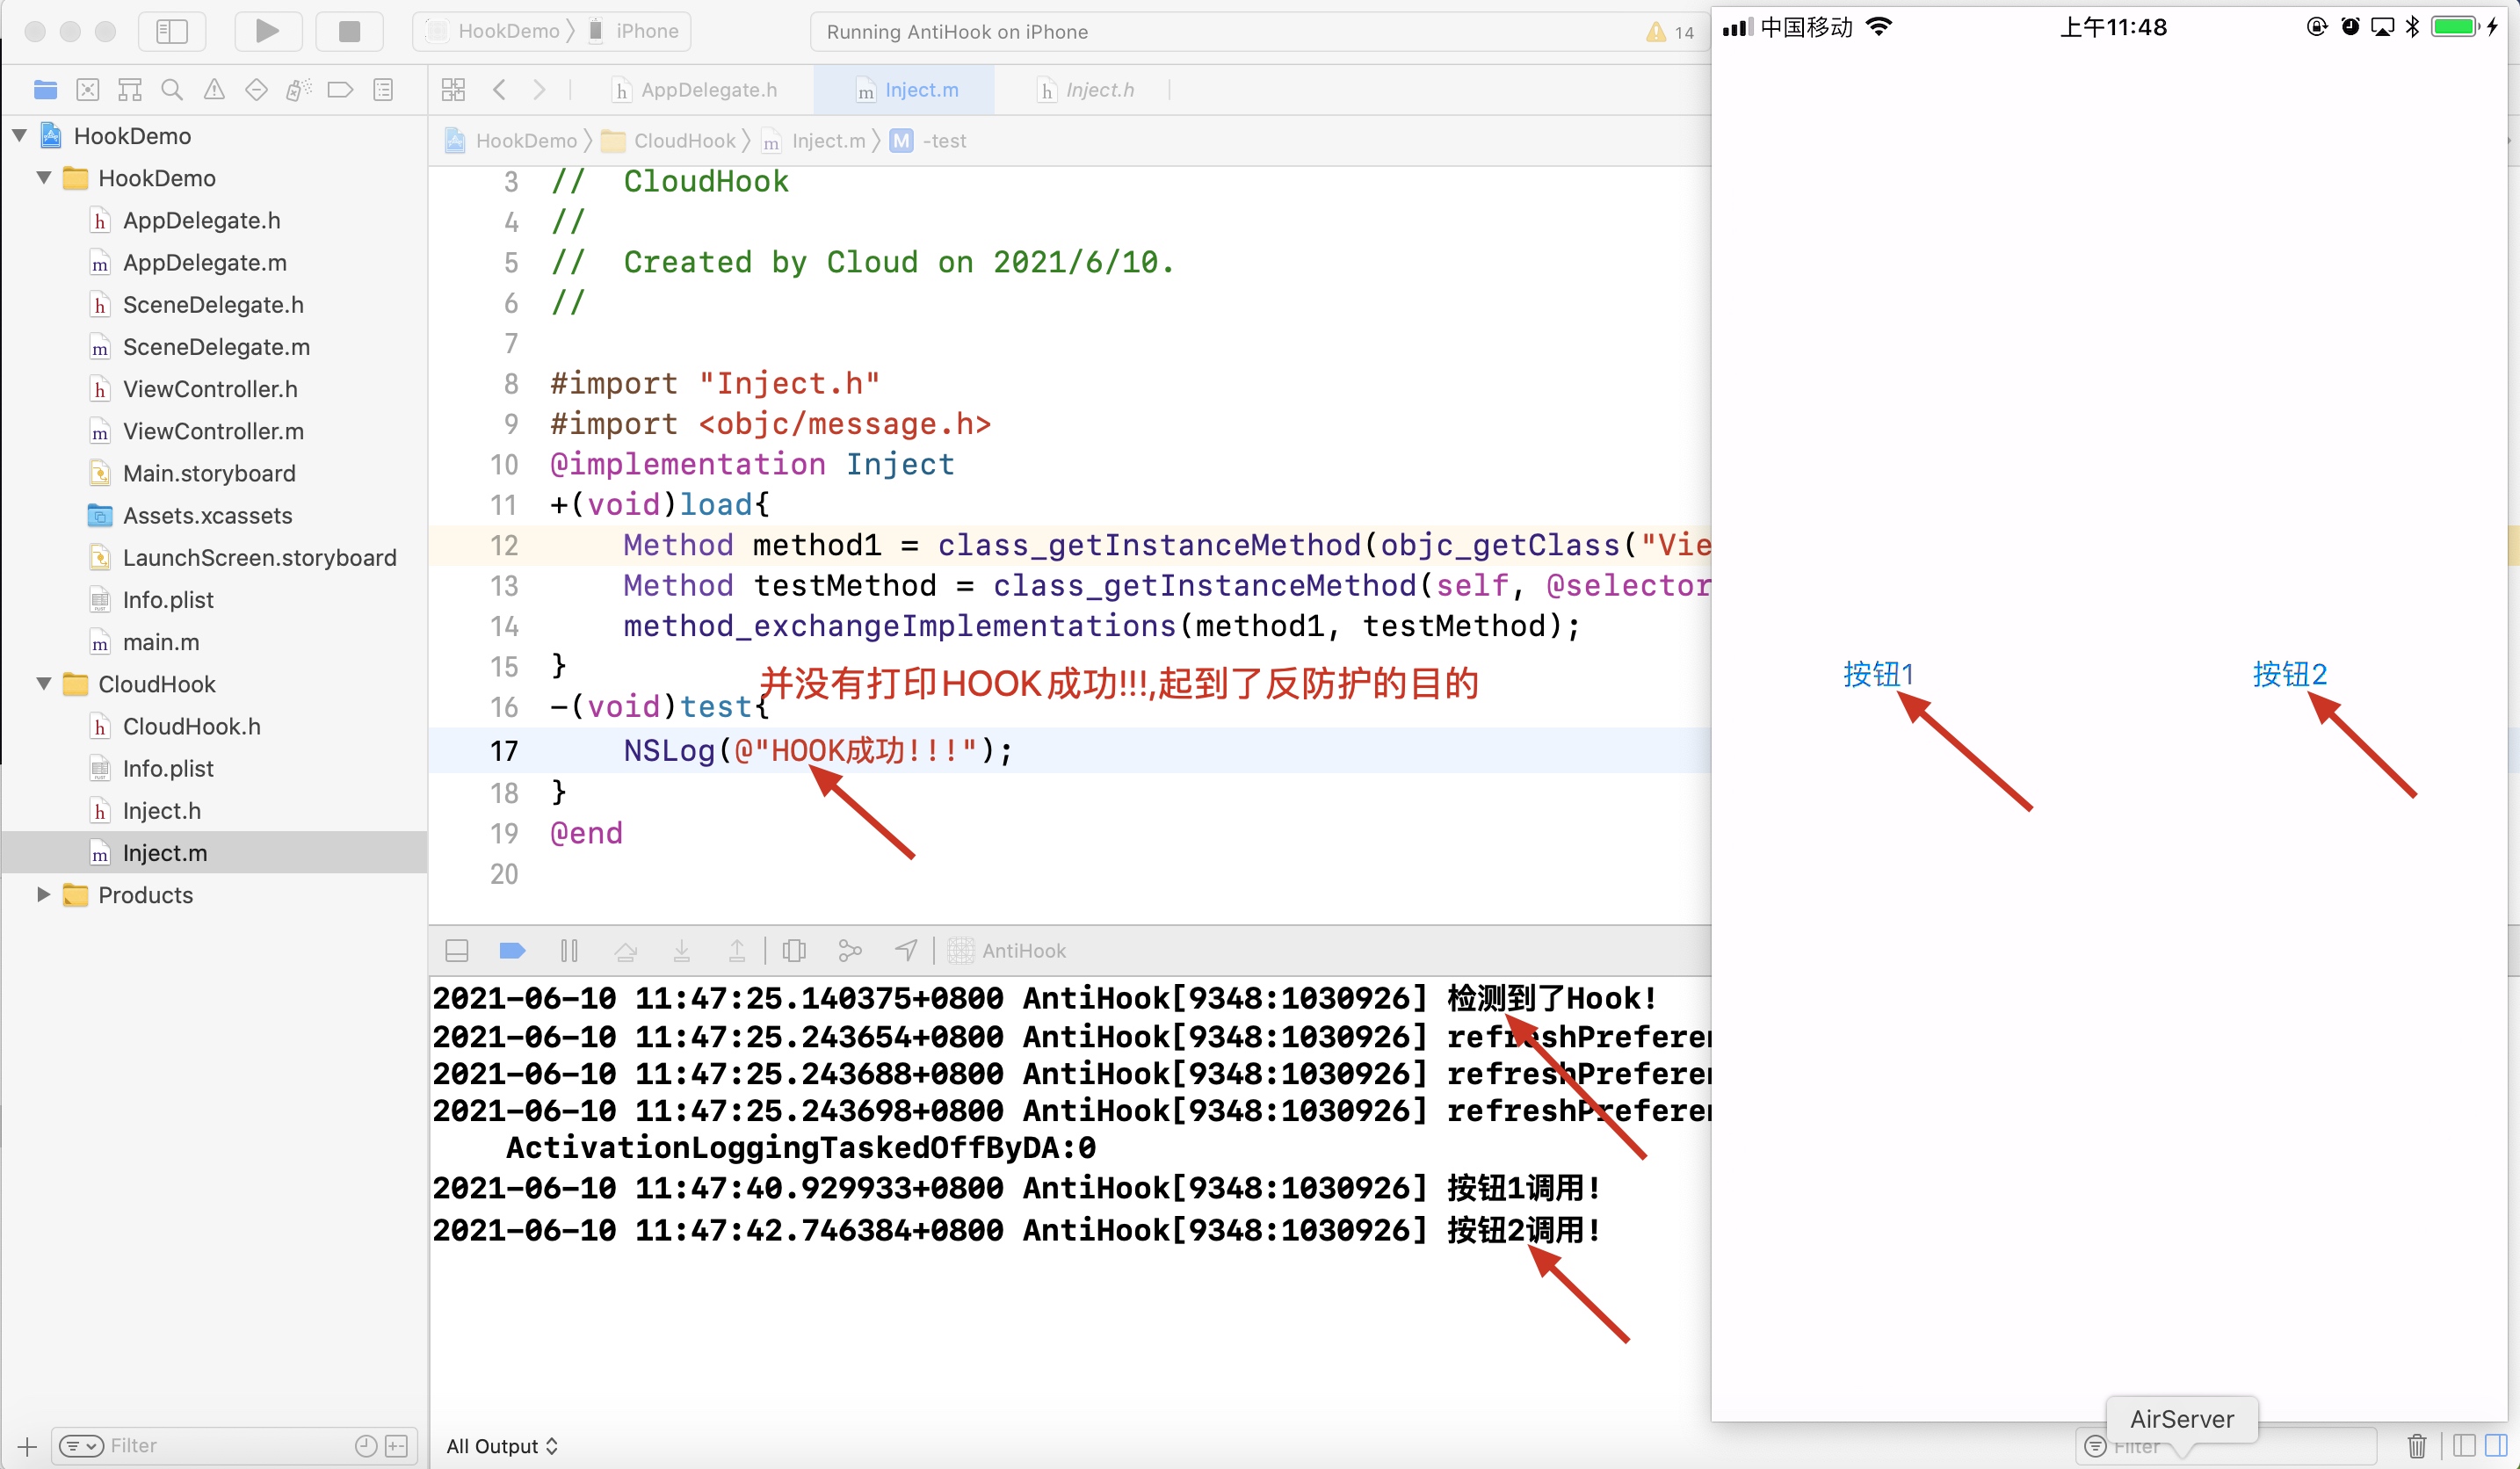 HookDemo
iPhone
Running AntiHook on iPhone
14
AppDelegate.h
Inject.m
Inject.h
HookDemo
CloudHook
Inject.m
M
-test
HookDemo
HookDemo
h AppDelegate.h
m AppDelegate.m
h SceneDelegate.h
m SceneDelegate.m
h ViewController.h
m ViewController.m
Main.storyboard
Assets.xcassets
LaunchScreen.storyboard
Info.plist
m main.m
CloudHook
h CloudHook.h
Info.plist
h Inject.h
m Inject.m
Products
Filter
3 //  CloudHook
4 //
5 //  Created by Cloud on 2021/6/10.
6 //
7
8 #import "Inject.h"
9 #import <objc/message.h>
10 @implementation Inject
11 +(void)load{
12     Method method1 = class_getInstanceMethod(objc_getClass("Vie
13     Method testMethod = class_getInstanceMethod(self, @selector
14     method_exchangeImplementations(method1, testMethod);
15 }
并没有打印HOOK成功!!!,起到了反防护的目的
16 -(void)test{
17     NSLog(@"HOOK成功!!!");
18 }
19 @end
20
AntiHook
2021-06-10 11:47:25.140375+0800 AntiHook[9348:1030926] 检测到了Hook!
2021-06-10 11:47:25.243654+0800 AntiHook[9348:1030926] refreshPreferen
2021-06-10 11:47:25.243688+0800 AntiHook[9348:1030926] refreshPreferen
2021-06-10 11:47:25.243698+0800 AntiHook[9348:1030926] refreshPreferen
ActivationLoggingTaskedOffByDA:0
2021-06-10 11:47:40.929933+0800 AntiHook[9348:1030926] 按钮1调用!
2021-06-10 11:47:42.746384+0800 AntiHook[9348:1030926] 按钮2调用!
All Output
中国移动
上午11:48
按钮1
按钮2
AirServer
Filter